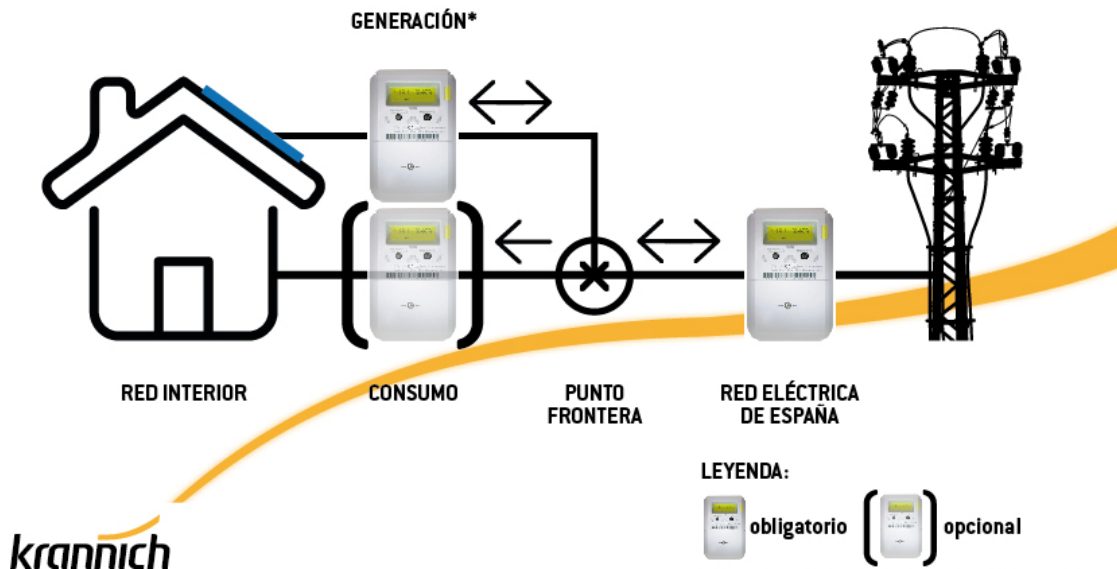 GENERACIÓN*
RED INTERIOR
CONSUMO
PUNTO
FRONTERA
RED ELÉCTRICA
DE ESPAÑA
LEYENDA:
obligatorio
opcional
krannich